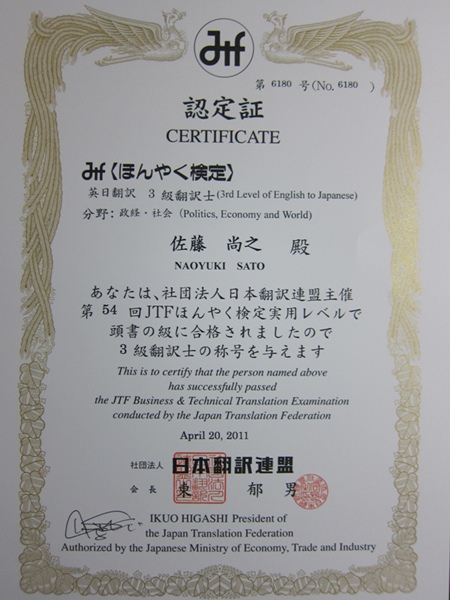 Jtf
第 6180 号(No. 6180 )
認定証
CERTIFICATE
Jtf〈ほんやく検定〉
英日翻訳 3 級翻訳士(3rd Level of English to Japanese)
分野:政経・社会 (Politics, Economy and World)
佐藤 尚之 殿
NAOYUKI SATO
あなたは、社団法人日本翻訳連盟主催
第 54 回JTFほんやく検定実用レベルで
頭書の級に合格されましたので
3 級翻訳士の称号を与えます
This is to certify that the person named above
has successfully passed
the JTF Business & Technical Translation Examination
conducted by the Japan Translation Federation
April 20, 2011
社団法人 日本翻訳連盟
会 長 東 郁 男
IKUO HIGASHI President of
the Japan Translation Federation
Authorized by the Japanese Ministry of Economy, Trade and Industry